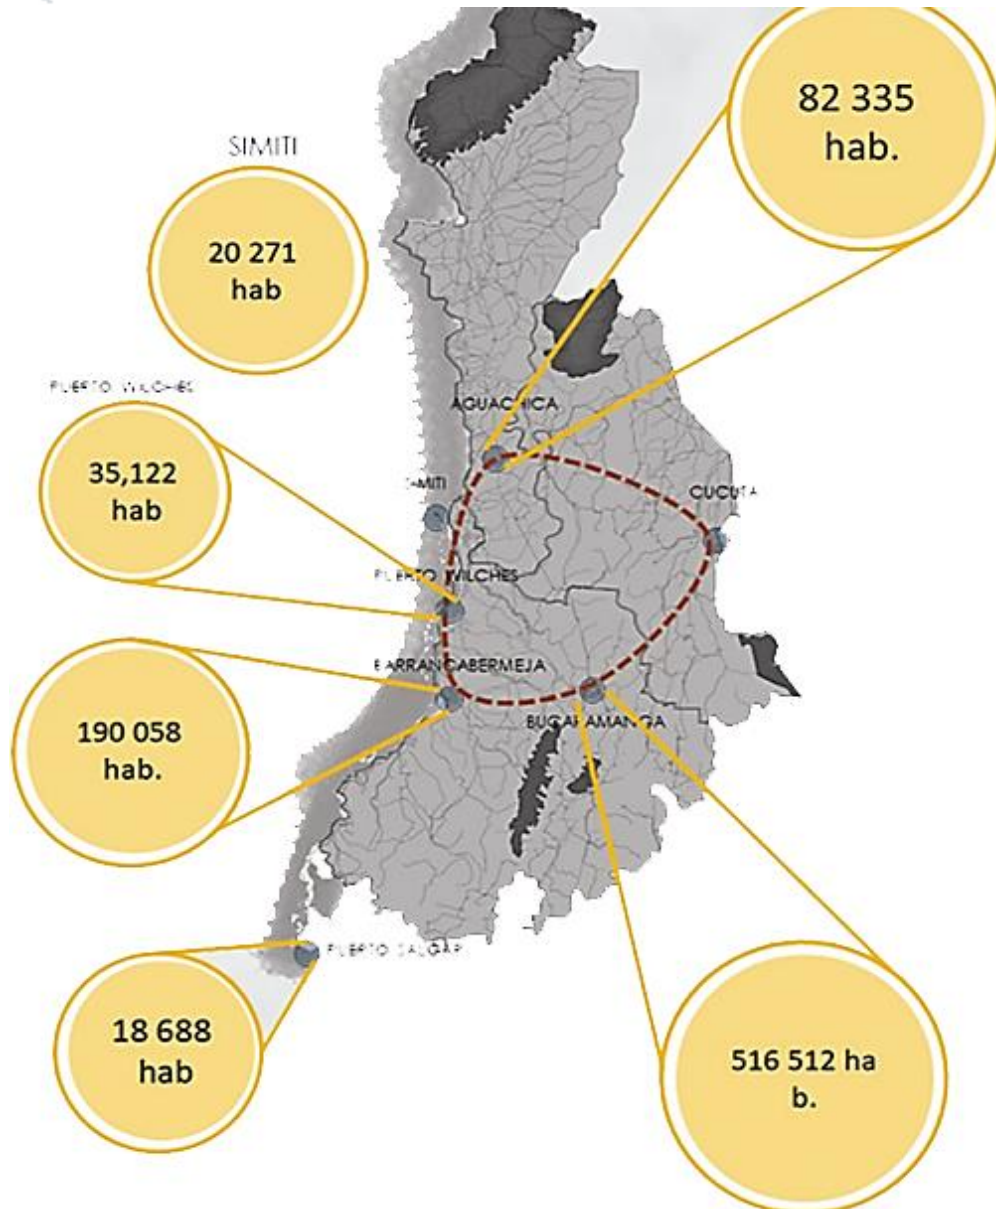 82 335
hab.
SIMITI
20 271
hab
PUERTO WILCHES
AGUACHICA
35,122
hab
CUCUTA
PUERTO WILCHES
BARRANCABERMEJA
190 058
hab.
BUCARAMANGA
PUERTO SALGAR
18 688
hab
516 512 ha
b.